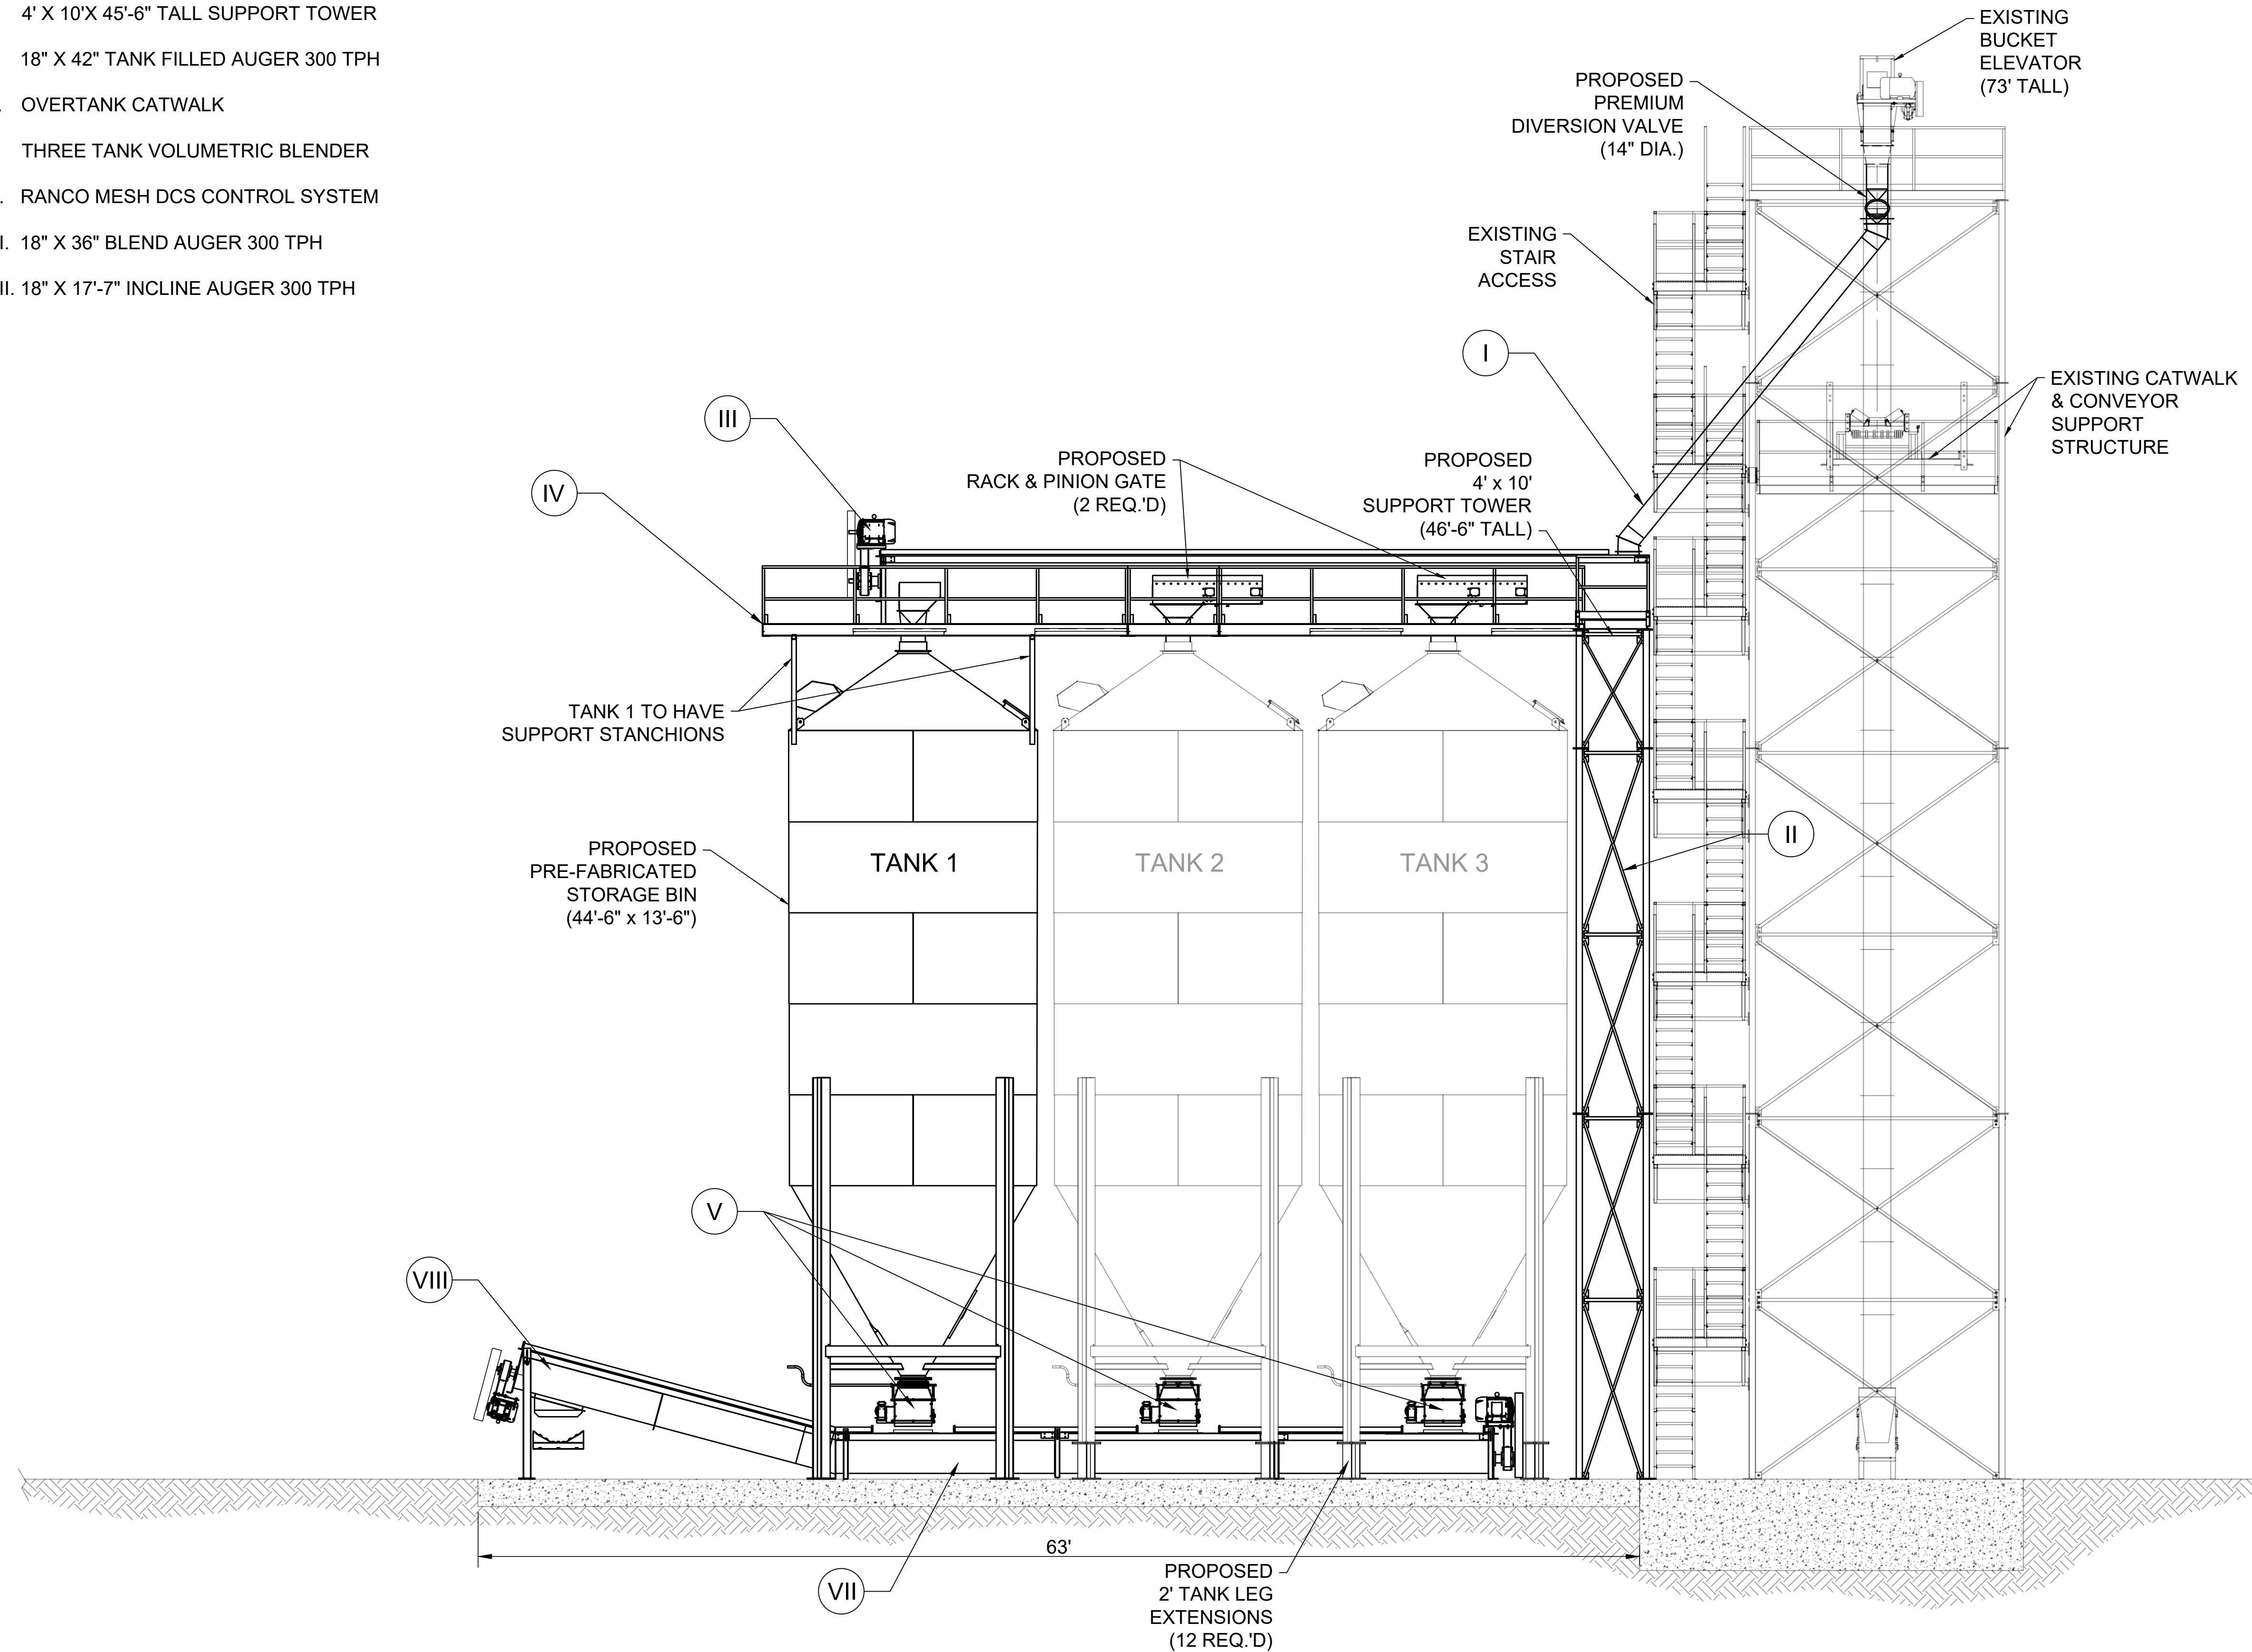 4' X 10'X 45'-6" TALL SUPPORT TOWER
18" X 42" TANK FILLED AUGER 300 TPH
. OVERTANK CATWALK
THREE TANK VOLUMETRIC BLENDER
. RANCO MESH DCS CONTROL SYSTEM
I. 18" X 36" BLEND AUGER 300 TPH
II. 18" X 17'-7" INCLINE AUGER 300 TPH
EXISTING
BUCKET
ELEVATOR
(73' TALL)
PROPOSED
PREMIUM
DIVERSION VALVE
(14" DIA.)
EXISTING
STAIR
ACCESS
I
EXISTING CATWALK
& CONVEYOR
SUPPORT
STRUCTURE
III
IV
PROPOSED
RACK & PINION GATE
(2 REQ.'D)
PROPOSED
4' x 10'
SUPPORT TOWER
(46'-6" TALL)
TANK 1 TO HAVE
SUPPORT STANCHIONS
PROPOSED
PRE-FABRICATED
STORAGE BIN
(44'-6" x 13'-6")
TANK 1
TANK 2
TANK 3
II
V
VIII
63'
VII
PROPOSED
2' TANK LEG
EXTENSIONS
(12 REQ.'D)